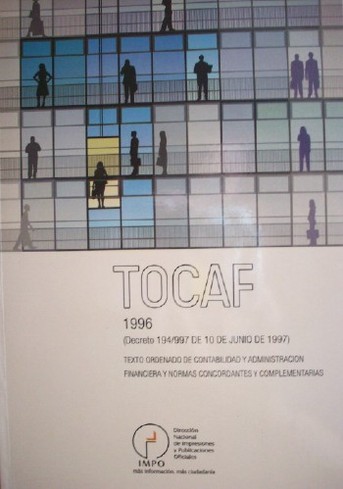 TOCAF
1996
(Decreto 194/997 DE 10 DE JUNIO DE 1997)
TEXTO ORDENADO DE CONTABILIDAD Y ADMINISTRACION
FINANCIERA Y NORMAS CONCORDANTES Y COMPLEMENTARIAS
IMPO
Dirección
Nacional
de Impresiones
y Publicaciones
Oficiales
más información, más ciudadanía